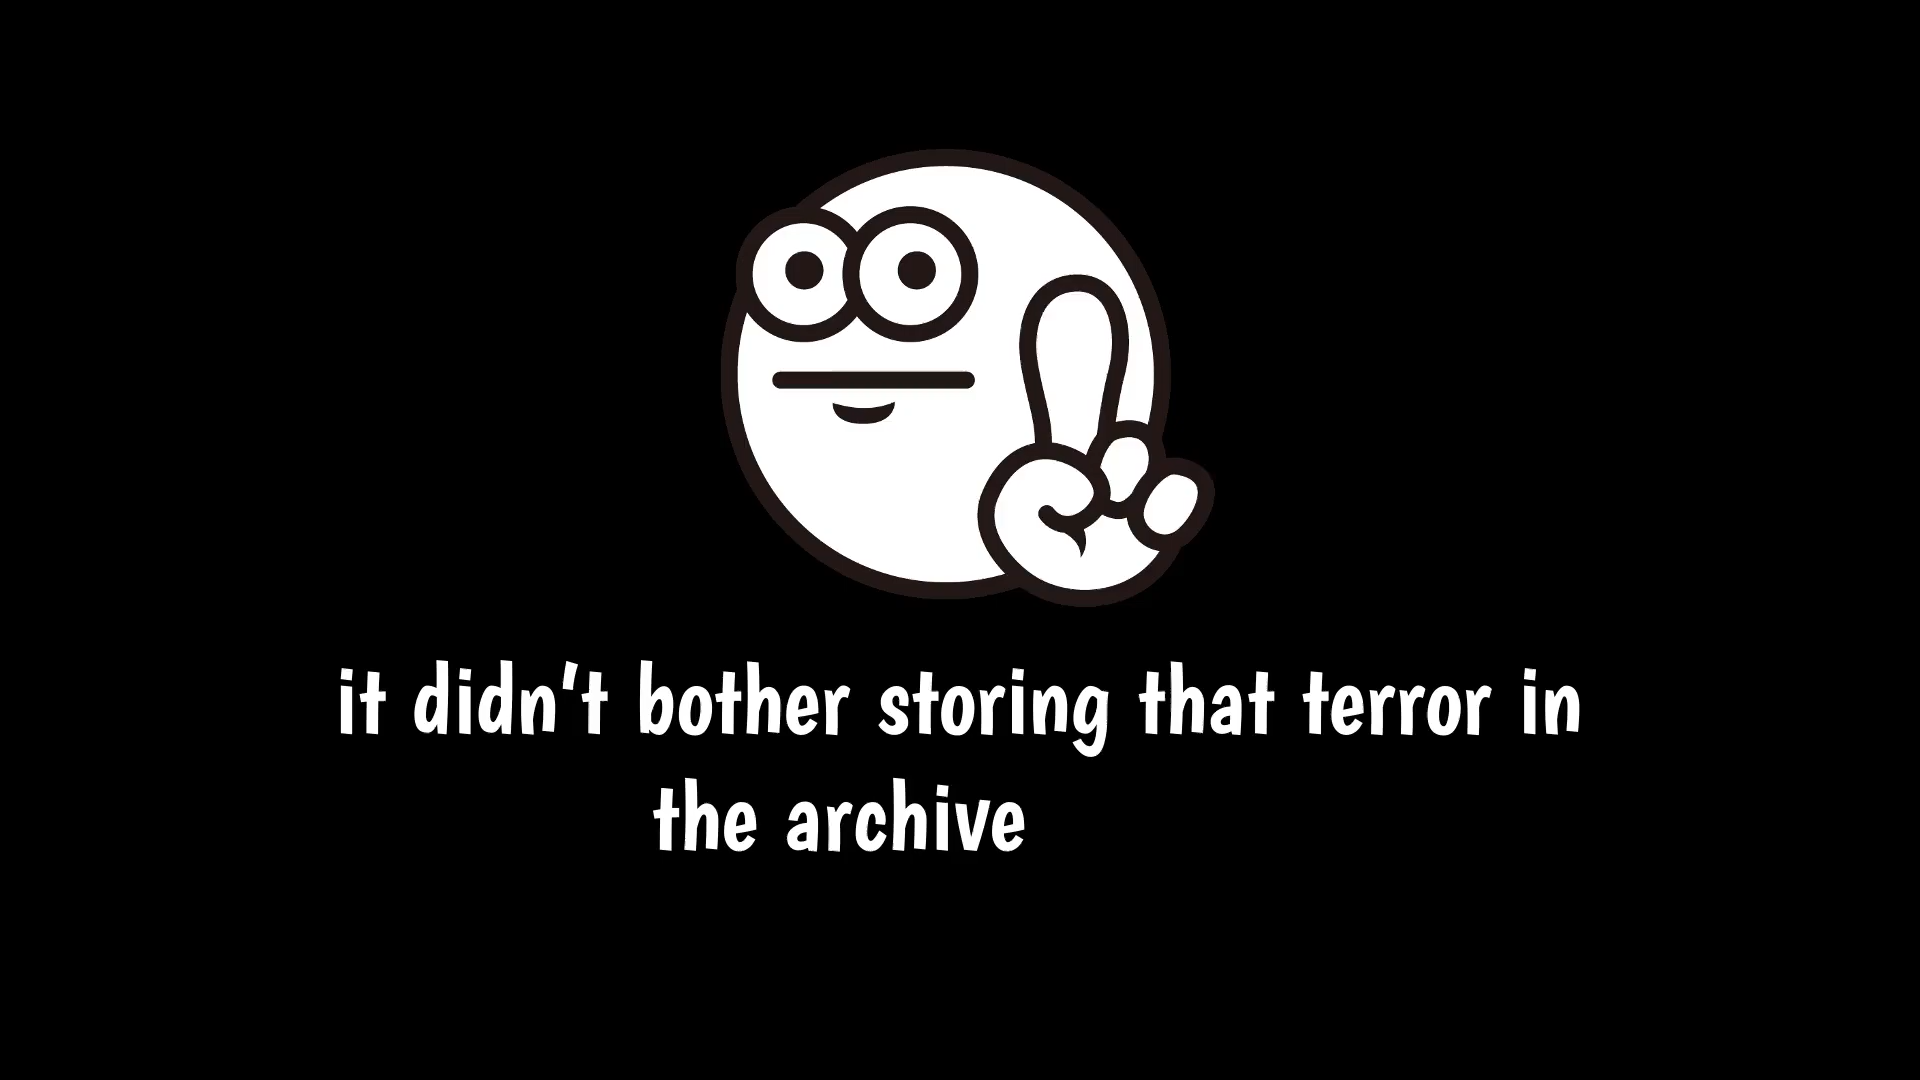 it didn't bother storing that terror in
the archive